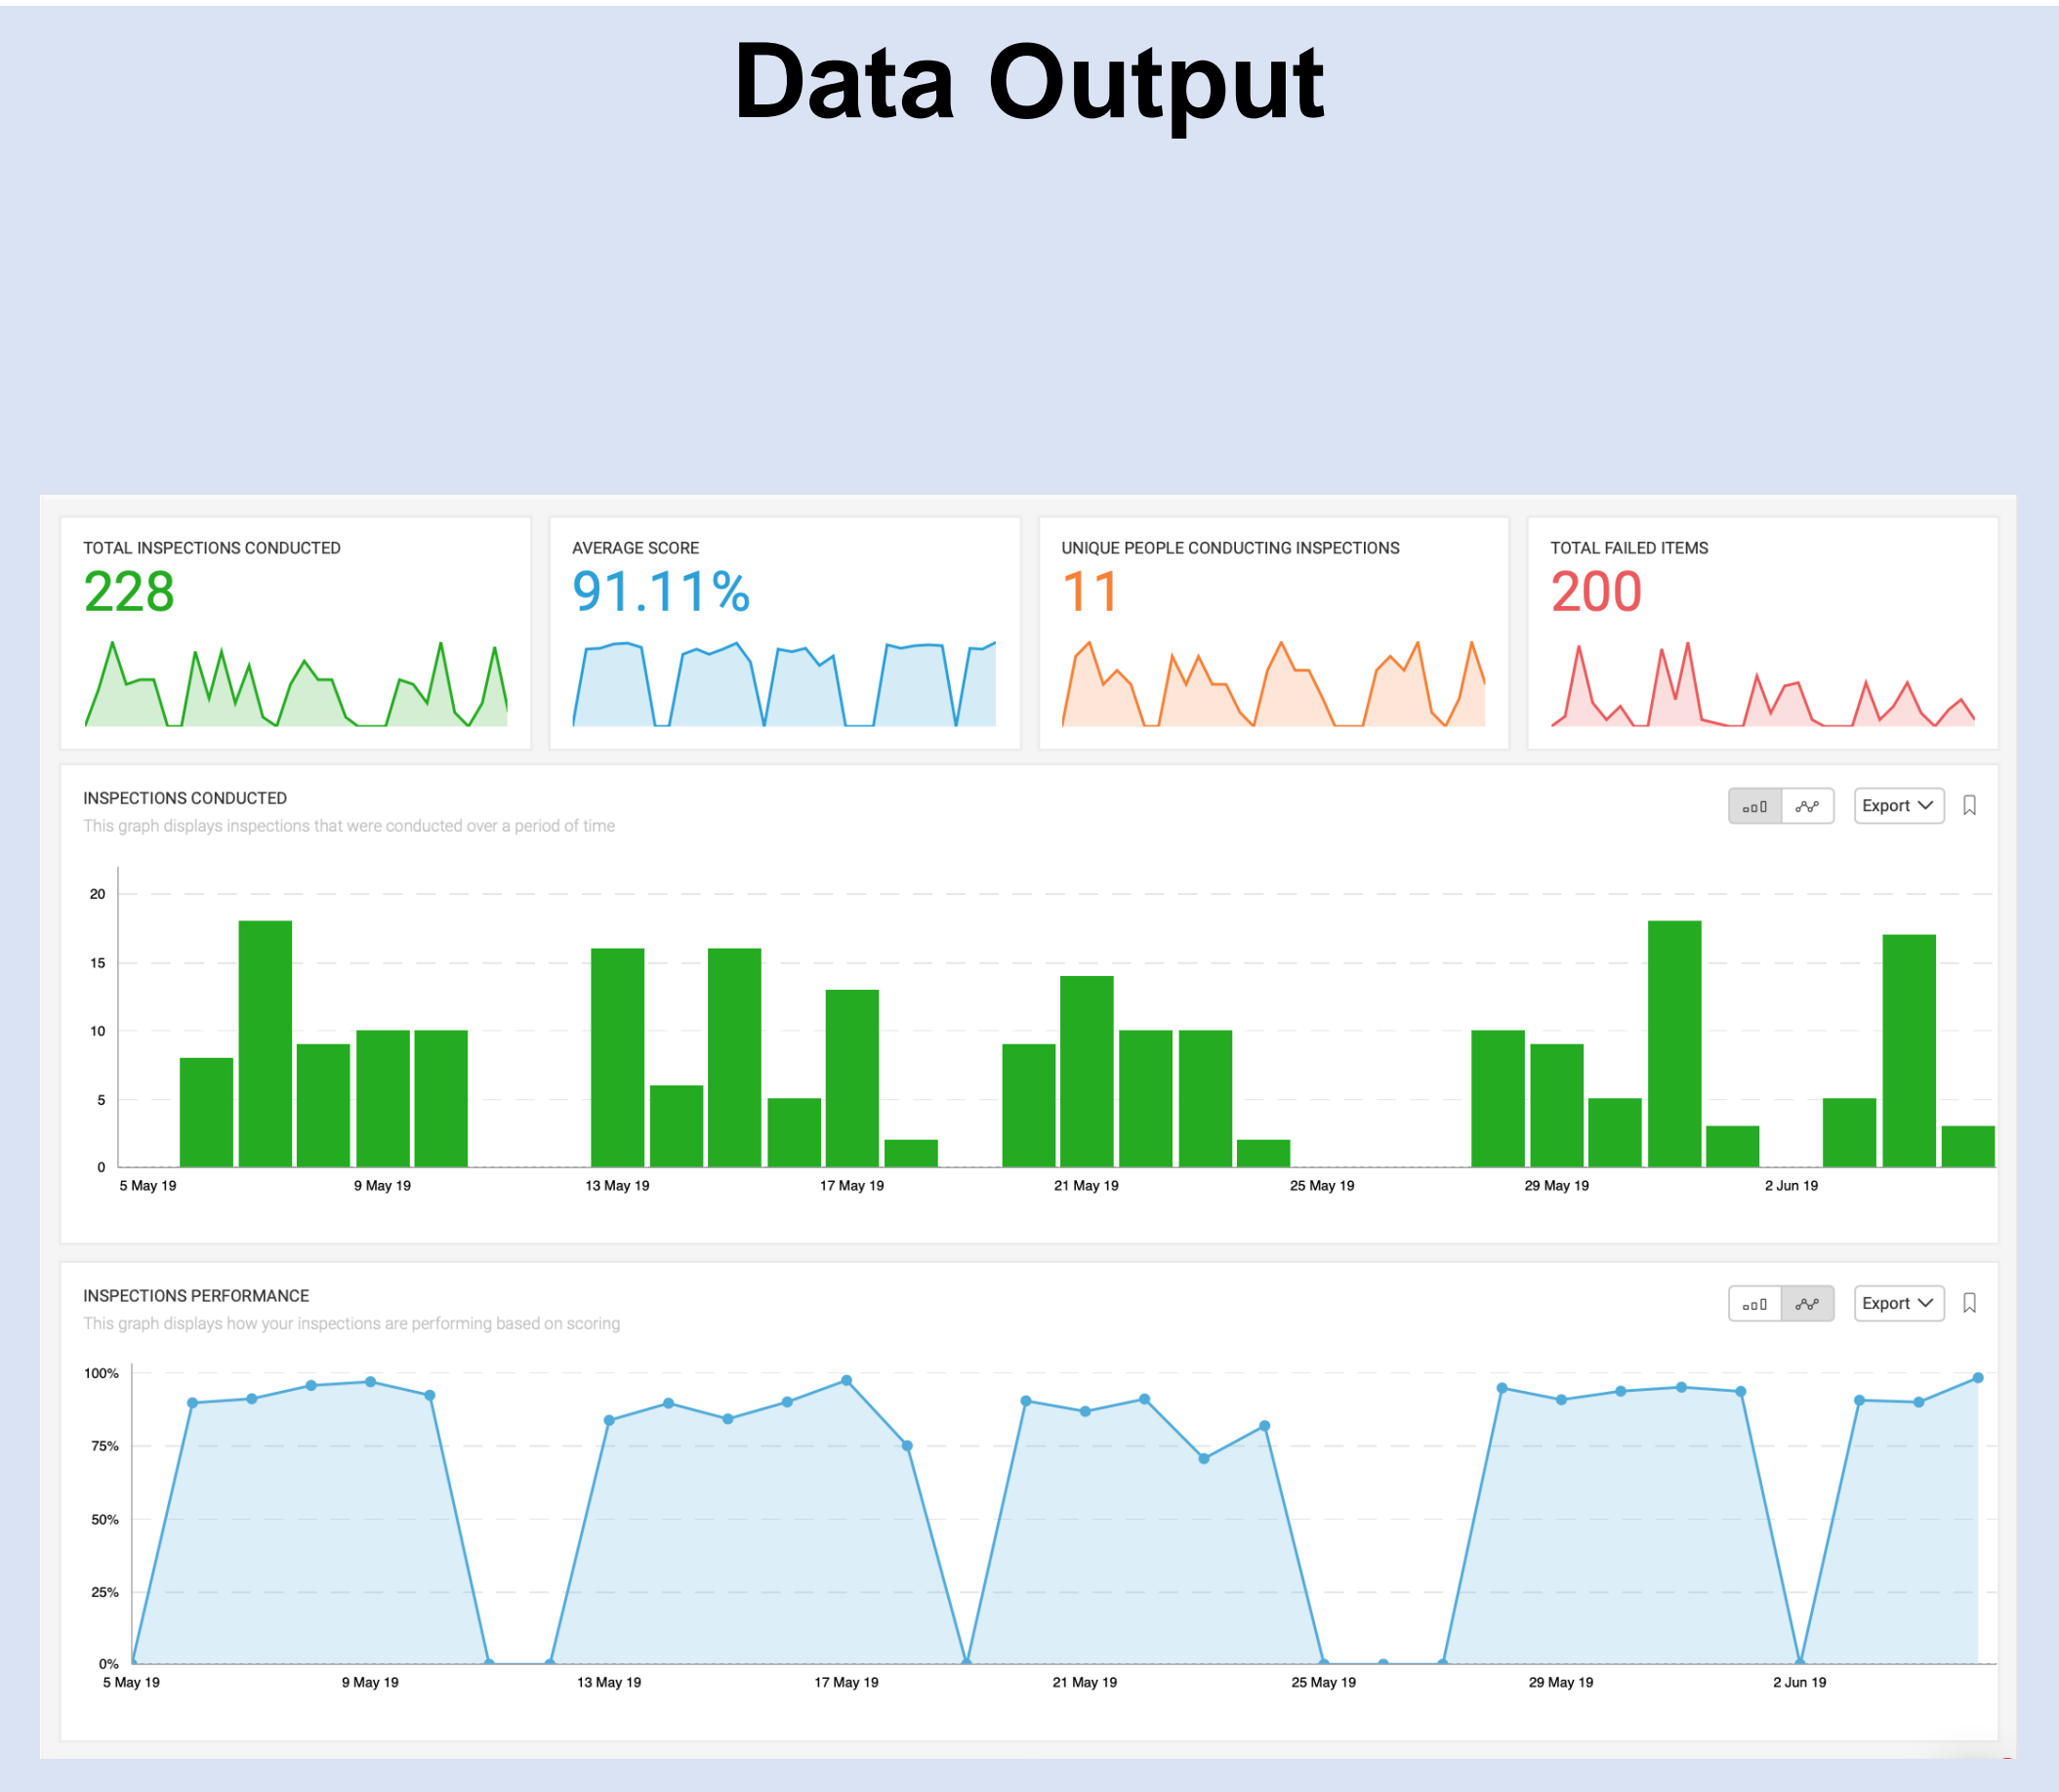 Data Output
TOTAL INSPECTIONS CONDUCTED
228
AVERAGE SCORE
91.11%
UNIQUE PEOPLE CONDUCTING INSPECTIONS
11
TOTAL FAILED ITEMS
200
INSPECTIONS CONDUCTED
This graph displays inspections that were conducted over a period of time
Export
20
15
10
5
0
5 May 19 9 May 19 13 May 19 17 May 19 21 May 19 25 May 19 29 May 19 2 Jun 19
INSPECTIONS PERFORMANCE
This graph displays how your inspections are performing based on scoring
Export
100%
75%
50%
25%
0%
5 May 19 9 May 19 13 May 19 17 May 19 21 May 19 25 May 19 29 May 19 2 Jun 19